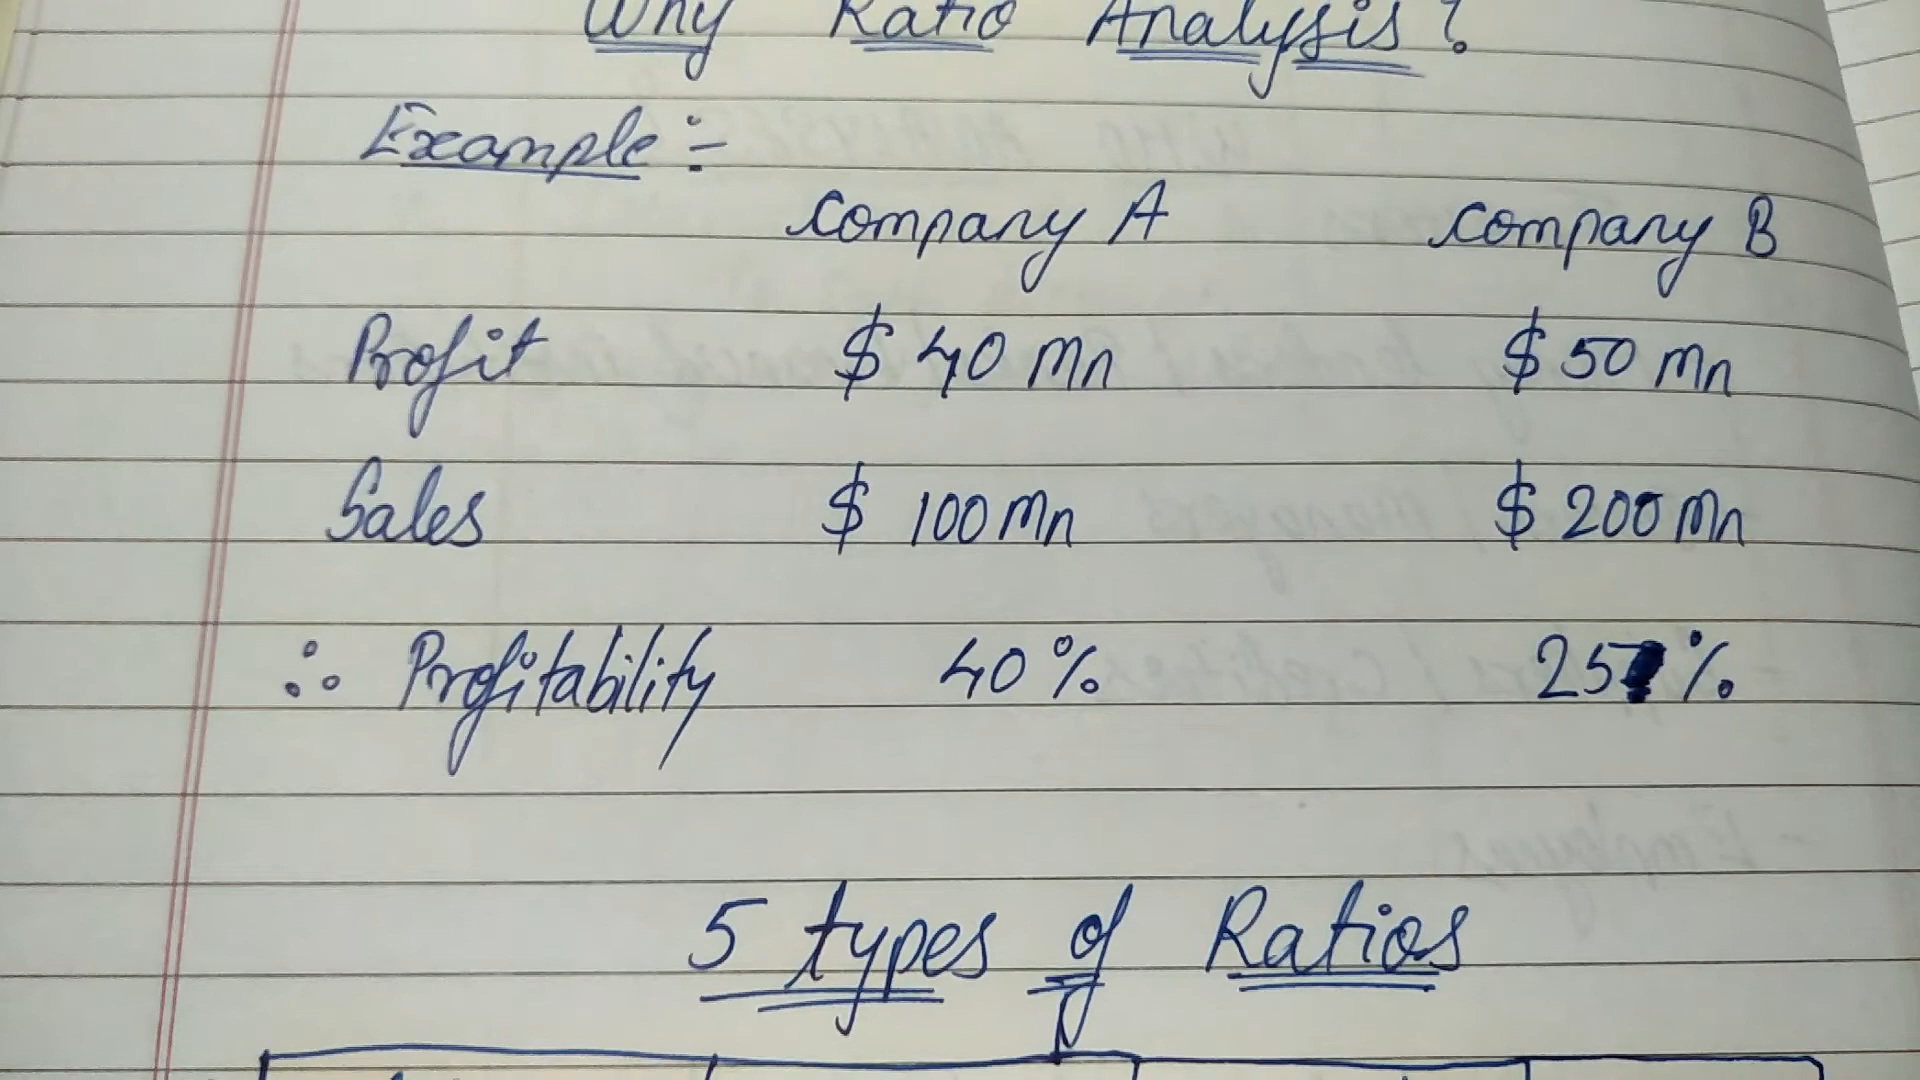 Why Ratio Analysis?
Example :-
Company A Company B
Profit $ 40 Mn $ 50 Mn
Sales $ 100 Mn $ 200 Mn
∴ Profitability 40 % 25 %
5 types of Ratios